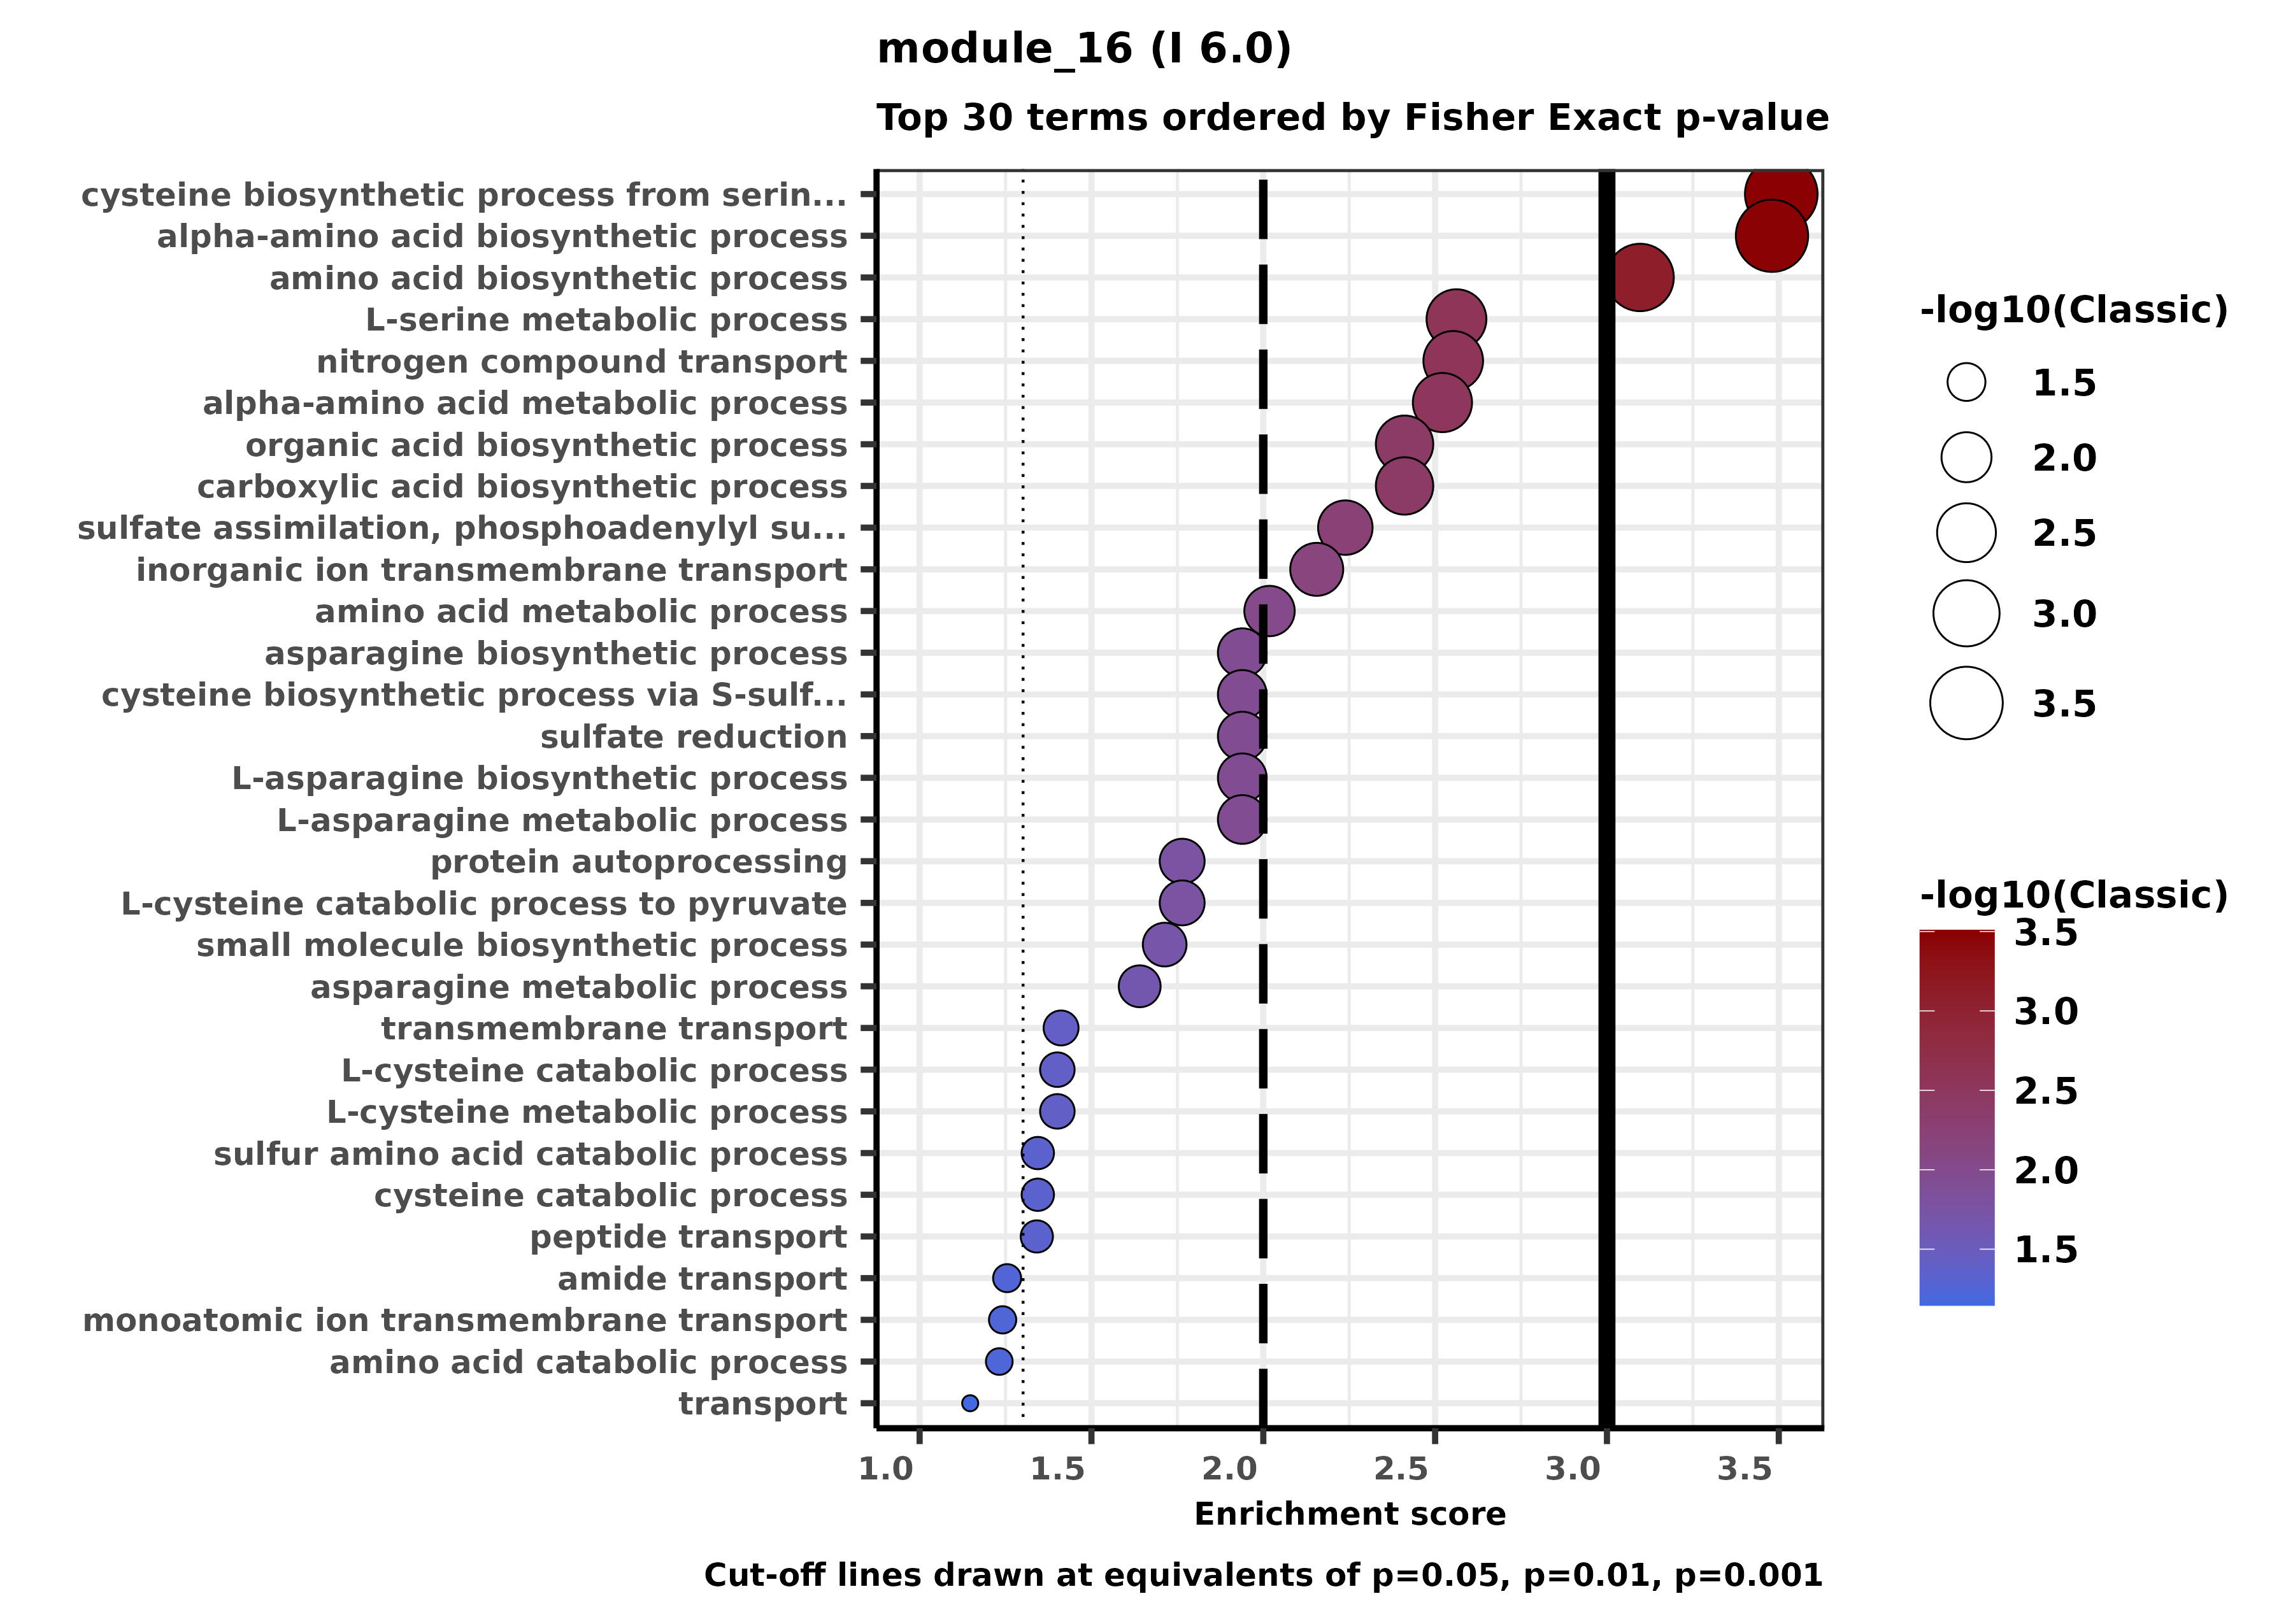 module_16 (I 6.0)
Top 30 terms ordered by Fisher Exact p-value
cysteine biosynthetic process from serin...
alpha-amino acid biosynthetic process
amino acid biosynthetic process
L-serine metabolic process
nitrogen compound transport
alpha-amino acid metabolic process
organic acid biosynthetic process
carboxylic acid biosynthetic process
sulfate assimilation, phosphoadenylyl su...
inorganic ion transmembrane transport
amino acid metabolic process
asparagine biosynthetic process
cysteine biosynthetic process via S-sulf...
sulfate reduction
L-asparagine biosynthetic process
L-asparagine metabolic process
protein autoprocessing
L-cysteine catabolic process to pyruvate
small molecule biosynthetic process
asparagine metabolic process
transmembrane transport
L-cysteine catabolic process
L-cysteine metabolic process
sulfur amino acid catabolic process
cysteine catabolic process
peptide transport
amide transport
monoatomic ion transmembrane transport
amino acid catabolic process
transport
1.0 1.5 2.0 2.5 3.0 3.5
Enrichment score
Cut-off lines drawn at equivalents of p=0.05, p=0.01, p=0.001
-log10(Classic)
1.5
2.0
2.5
3.0
3.5
-log10(Classic)
3.5
3.0
2.5
2.0
1.5